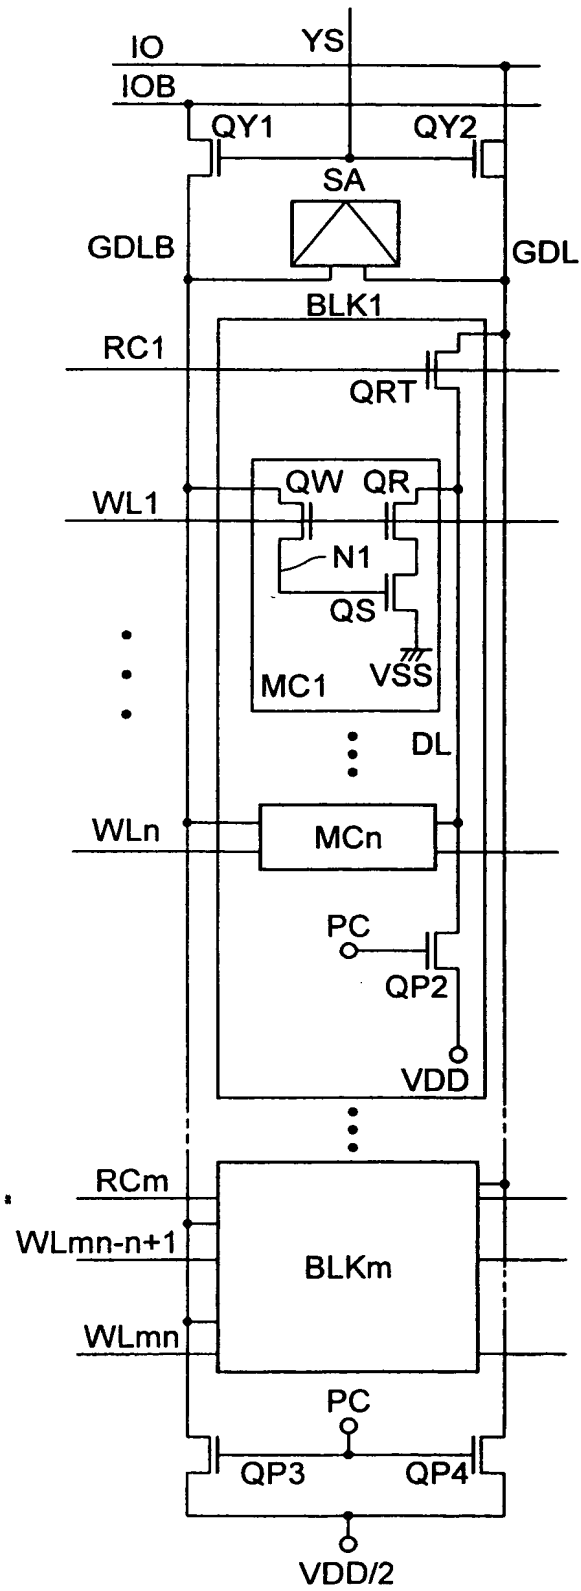 YS
IO
IOB
QY1
QY2
SA
GDLB
GDL
BLK1
RC1
QRT
QW
QR
WL1
N1
QS
VSS
MC1
DL
WLn
MCn
PC
QP2
VDD
RCm
WLmn-n+1
BLKm
WLmn
PC
QP3
QP4
VDD/2